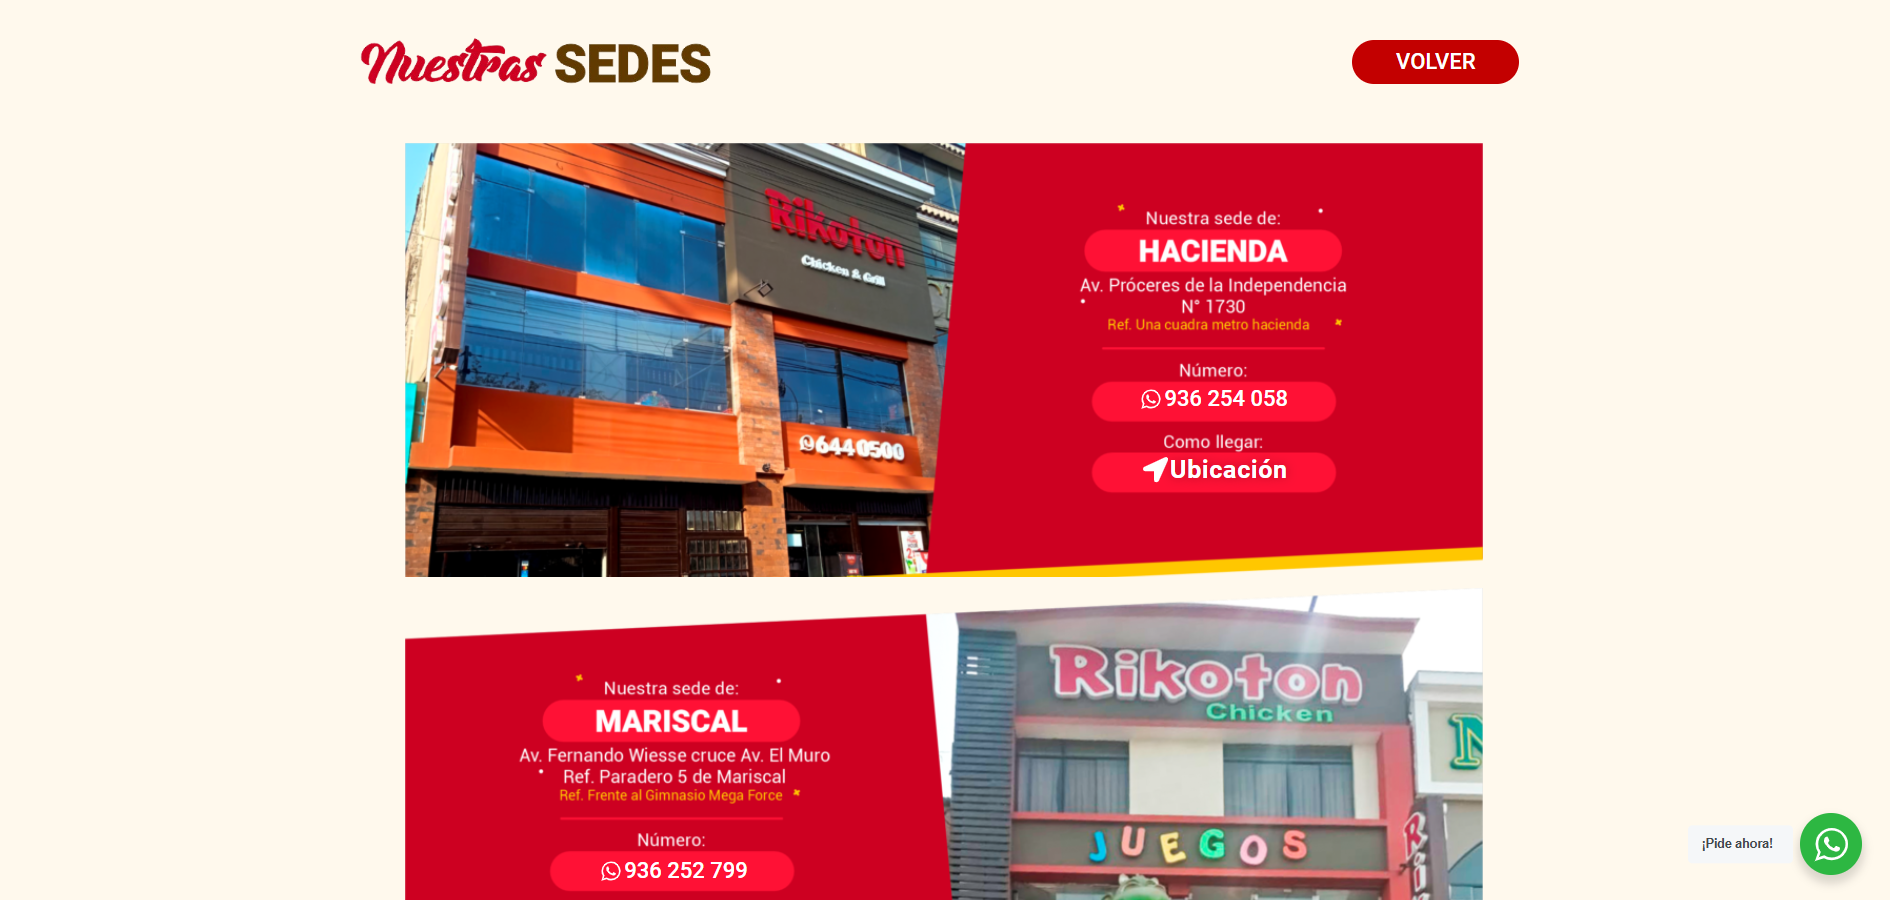 Nuestras SEDES
VOLVER
Rikoton
Chicken & Grill
6440500
Nuestra sede de:
HACIENDA
Av. Próceres de la Independencia
N° 1730
Ref. Una cuadra metro hacienda
Número:
936 254 058
Como llegar:
Ubicación
Nuestra sede de:
MARISCAL
Av. Fernando Wiesse cruce Av. El Muro
Ref. Paradero 5 de Mariscal
Ref. Frente al Gimnasio Mega Force
Número:
936 252 799
Rikoton
Chicken
JUEGOS
¡Pide ahora!